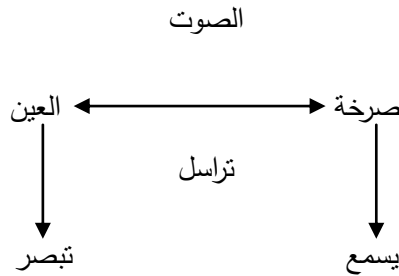 الصوت
صرخة العين
تراسل
يسمع تبصر